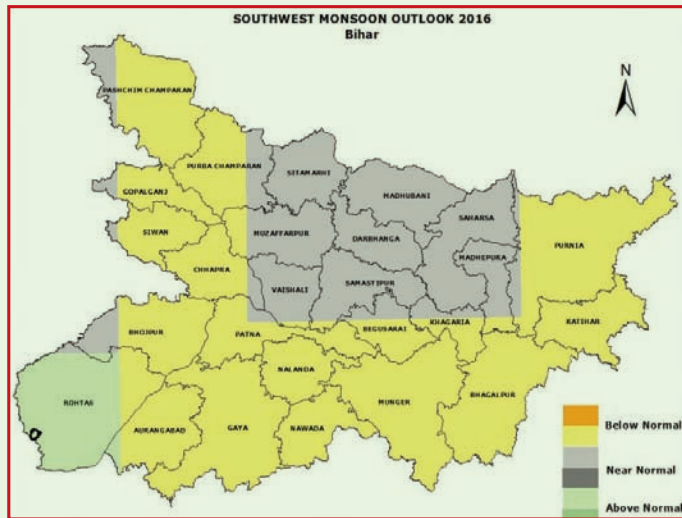 SOUTHWEST MONSOON OUTLOOK 2016
Bihar
N
PASHCHIM CHAMPARAN
PURBA CHAMPARAN
SITAMARHI
GOPALGANJ
MADHUBANI
SAHARSA
SIWAN
MUZAFFARPUR
DARBHANGA
PURNIA
MADHEPURA
CHHAPRA
VAISHALI
SAMASTIPUR
KHAGARIA
KATIHAR
BHOJPUR
PATNA
BEGUSARAI
NALANDA
BHAGALPUR
ROHTAS
MUNGER
AURANGABAD
GAYA
NAWADA
Below Normal
Near Normal
Above Normal